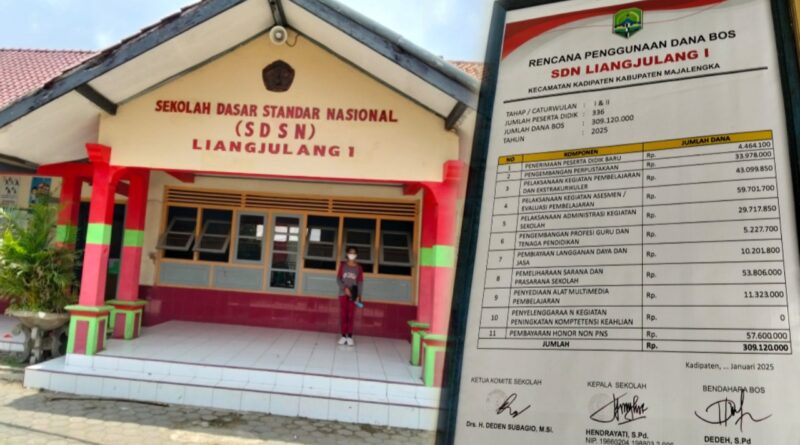 SEKOLAH DASAR STANDAR NASIONAL
(SDSN)
LIANGJULANG 1
RENCANA PENGGUNAAN DANA BOS
SDN LIANGJULANG I
KECAMATAN KADIPATEN KABUPATEN MAJALENGKA
TAHAP / CATURWULAN : I & II
JUMLAH PESERTA DIDIK : 336
JUMLAH DANA BOS : 309.120.000
TAHUN : 2025
NO KOMPONEN JUMLAH DANA
1 PENERIMAAN PESERTA DIDIK BARU Rp. 4.464.100
2 PENGEMBANGAN PERPUSTAKAAN Rp. 33.978.000
3 PELAKSANAAN KEGIATAN PEMBELAJARAN Rp. 43.099.850
DAN EKSTRAKURIKULER
4 PELAKSANAAN KEGIATAN ASESMEN / Rp. 59.701.700
EVALUASI PEMBELAJARAN
5 PELAKSANAAN ADMINISTRASI KEGIATAN Rp. 29.717.850
SEKOLAH
6 PENGEMBANGAN PROFESI GURU DAN Rp. 5.227.700
TENAGA PENDIDIKAN
7 PEMBIAYAAN LANGGANAN DAYA DAN Rp. 10.201.800
JASA
8 PEMELIHARAAN SARANA DAN Rp. 53.806.000
PRASARANA SEKOLAH
9 PENYEDIAAN ALAT MULTIMEDIA Rp. 11.323.000
PEMBELAJARAN
10 PENYELENGGARAA N KEGIATAN Rp. 0
PENINGKATAN KOMPTETENSI KEAHLIAN
11 PEMBAYARAN HONOR NON PNS Rp. 57.600.000
JUMLAH Rp. 309.120.000
Kadipaten, ... Januari 2025
KETUA KOMITE SEKOLAH
KEPALA SEKOLAH
BENDAHARA BOS
Drs. H. DEDEN SUBAGIO, M.Si.
HENDRAYATI, S.Pd.
DEDEH, S.Pd